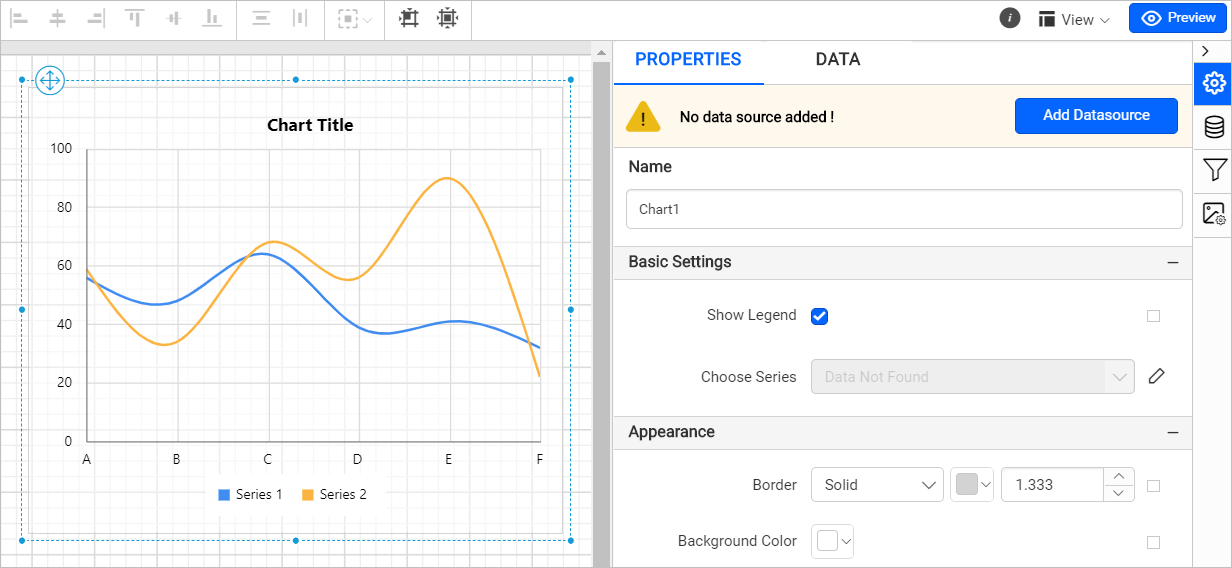 View
Preview
PROPERTIES
DATA
No data source added !
Add Datasource
Name
Chart1
Basic Settings
Show Legend
Choose Series
Data Not Found
Appearance
Border
Solid
1.333
Background Color
Chart Title
100
80
60
40
20
0
A B C D E F
Series 1 Series 2